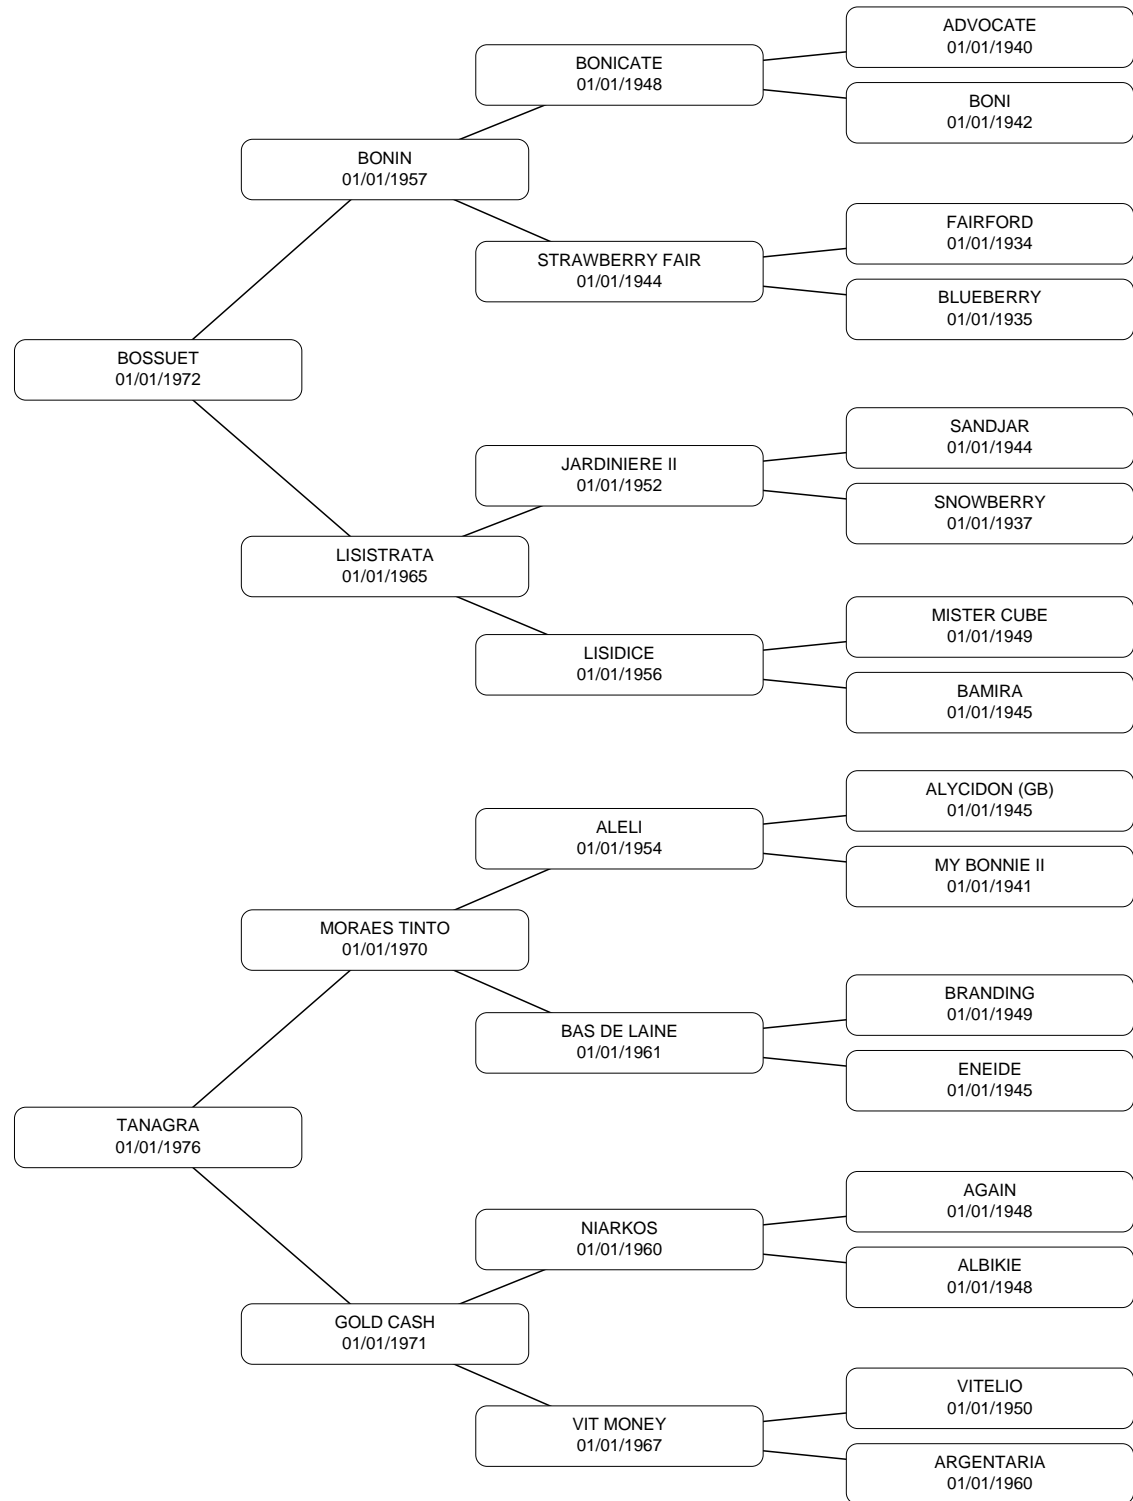 ADVOCATE
01/01/1940
BONICATE
01/01/1948
BONI
01/01/1942
BONIN
01/01/1957
FAIRFORD
01/01/1934
STRAWBERRY FAIR
01/01/1944
BLUEBERRY
01/01/1935
BOSSUET
01/01/1972
SANDJAR
01/01/1944
JARDINIERE II
01/01/1952
SNOWBERRY
01/01/1937
LISISTRATA
01/01/1965
MISTER CUBE
01/01/1949
LISIDICE
01/01/1956
BAMIRA
01/01/1945
ALYCIDON (GB)
01/01/1945
ALELI
01/01/1954
MY BONNIE II
01/01/1941
MORAES TINTO
01/01/1970
BRANDING
01/01/1949
BAS DE LAINE
01/01/1961
ENEIDE
01/01/1945
TANAGRA
01/01/1976
AGAIN
01/01/1948
NIARKOS
01/01/1960
ALBIKIE
01/01/1948
GOLD CASH
01/01/1971
VITELIO
01/01/1950
VIT MONEY
01/01/1967
ARGENTARIA
01/01/1960